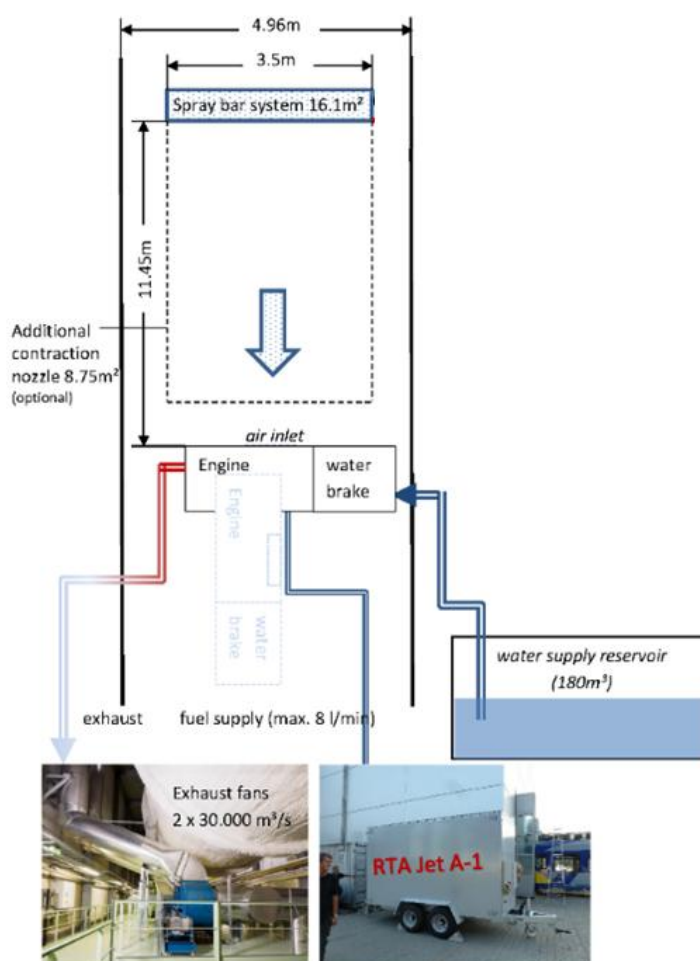 4.96m
3.5m
Spray bar system 16.1m²
11.45m
Additional
contraction
nozzle 8.75m²
(optional)
air inlet
Engine
water
brake
Engine
water
brake
water supply reservoir
(180m³)
exhaust
fuel supply (max. 8 l/min)
Exhaust fans
2 x 30.000 m³/s
RTA Jet A-1